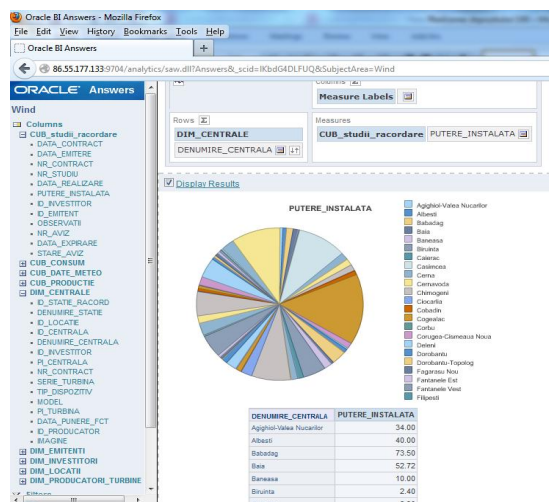 Oracle BI Answers - Mozilla Firefox
File Edit View History Bookmarks Tools Help
Oracle BI Answers
+
86.55.177.133:9704/analytics/saw.dll?Answers&_scid=IKbdG4DLFUQ&SubjectArea=Wind
ORACLE Answers
Wind
Columns
CUB_studii_racordare
DATA_CONTRACT
DATA_EMITERE
NR_CONTRACT
NR_STUDIU
DATA_REALIZARE
PUTERE_INSTALATA
ID_INVESTITOR
ID_EMITENT
OBSERVATII
NR_AVIZ
DATA_EXPIRARE
STARE_AVIZ
CUB_CONSUM
CUB_DATE_METEO
CUB_PRODUCTIE
DIM_CENTRALE
ID_STATIE_RACORD
DENUMIRE_STATIE
ID_LOCATIE
ID_CENTRALA
DENUMIRE_CENTRALA
ID_INVESTITOR
PI_CENTRALA
NR_CONTRACT
SERIE_TURBINA
TIP_DISPOZITIV
MODEL
PI_TURBINA
DATA_PUNERE_FCT
ID_PRODUCATOR
IMAGINE
DIM_EMITENTI
DIM_INVESTITORI
DIM_LOCATII
DIM_PRODUCATORI_TURBINE
Measure Labels
Rows
Measures
DIM_CENTRALE
CUB_studii_racordare PUTERE_INSTALATA
DENUMIRE_CENTRALA
Display Results
PUTERE_INSTALATA
Agighiol-Valea Nucarilor
Albesti
Babadag
Baia
Baneasa
Biruinta
Calarac
Casimcea
Cerna
Cernavoda
Chirnogeni
Ciocarlia
Cobadin
Cogealac
Corbu
Corugea-Cismeaua Noua
Deleni
Dorobantu
Dorobantu-Topolog
Fagarasu Nou
Fantanele Est
Fantanele Vest
Filipesti
DENUMIRE_CENTRALA PUTERE_INSTALATA
Agighiol-Valea Nucarilor 34.00
Albesti 40.00
Babadag 73.50
Baia 52.72
Baneasa 10.00
Biruinta 2.40